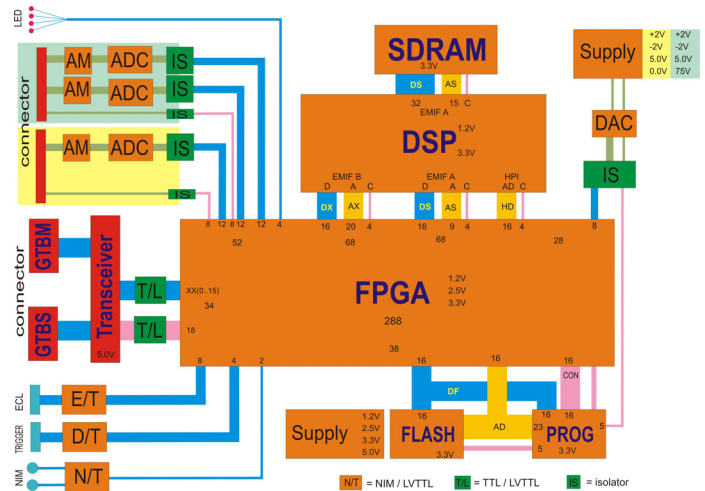 LED
SDRAM
3.3V
Supply
+2V +2V
-2V -2V
5.0V 5.0V
0.0V 75V
connector
AM ADC IS
AM ADC IS
IS
DS AS
32 15 C
EMIF A
DSP
1.2V
3.3V
DAC
AM ADC IS
IS
EMIF B EMIF A HPI
D A C D A C AD C
IS
DX AX DS AS HD
8 12 8 12 12 4
16 20 4 16 9 4 16 4
8
52 68 68 28
connector
GTBM
GTBS
Transceiver
5.0V
T/L
T/L
XX(0..15)
34
18
FPGA
1.2V
2.5V
3.3V
288
38
8 4 2
16 16 16
CON
DF
ECL
E/T
TRIGGER
D/T
NIM
N/T
Supply
1.2V
2.5V
3.3V
5.0V
16
FLASH
3.3V
AD
5
16 16
23
PROG
3.3V
5
N/T = NIM / LVTTL
T/L = TTL / LVTTL
IS = isolator